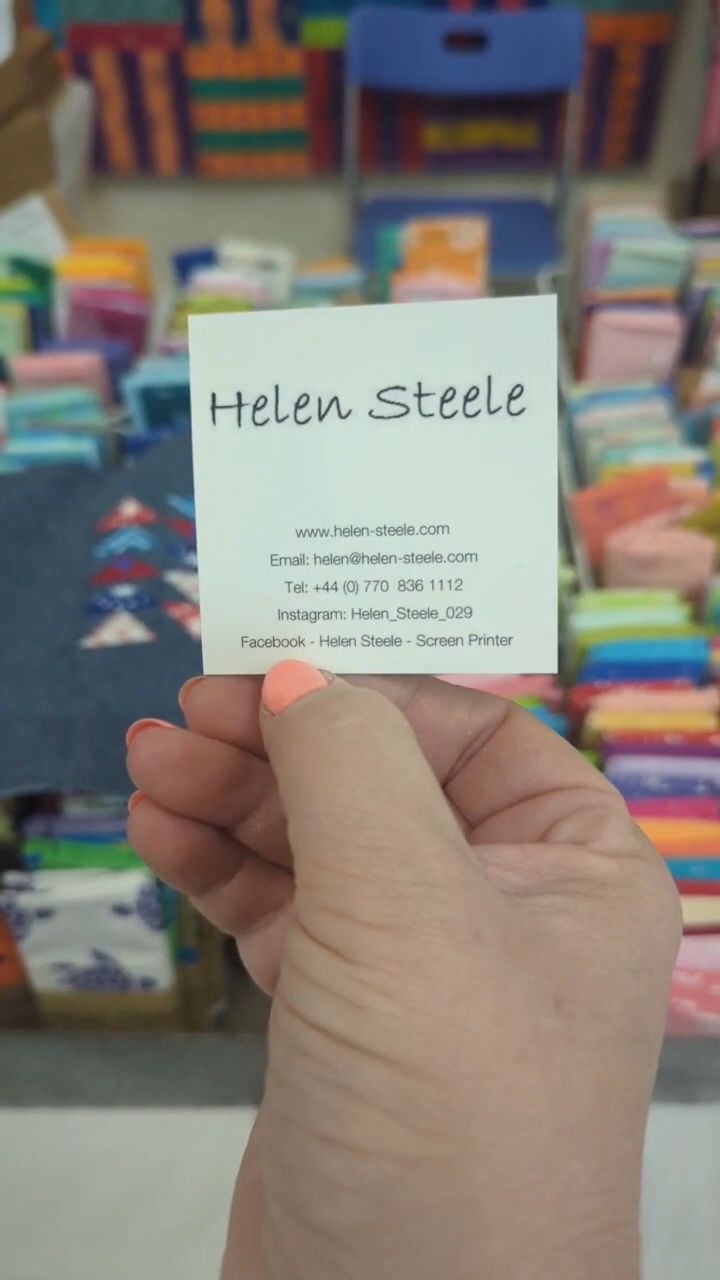 Helen Steele
www.helen-steele.com
Email: helen@helen-steele.com
Tel: +44 (0) 770 836 1112
Instagram: Helen_Steele_029
Facebook - Helen Steele - Screen Printer